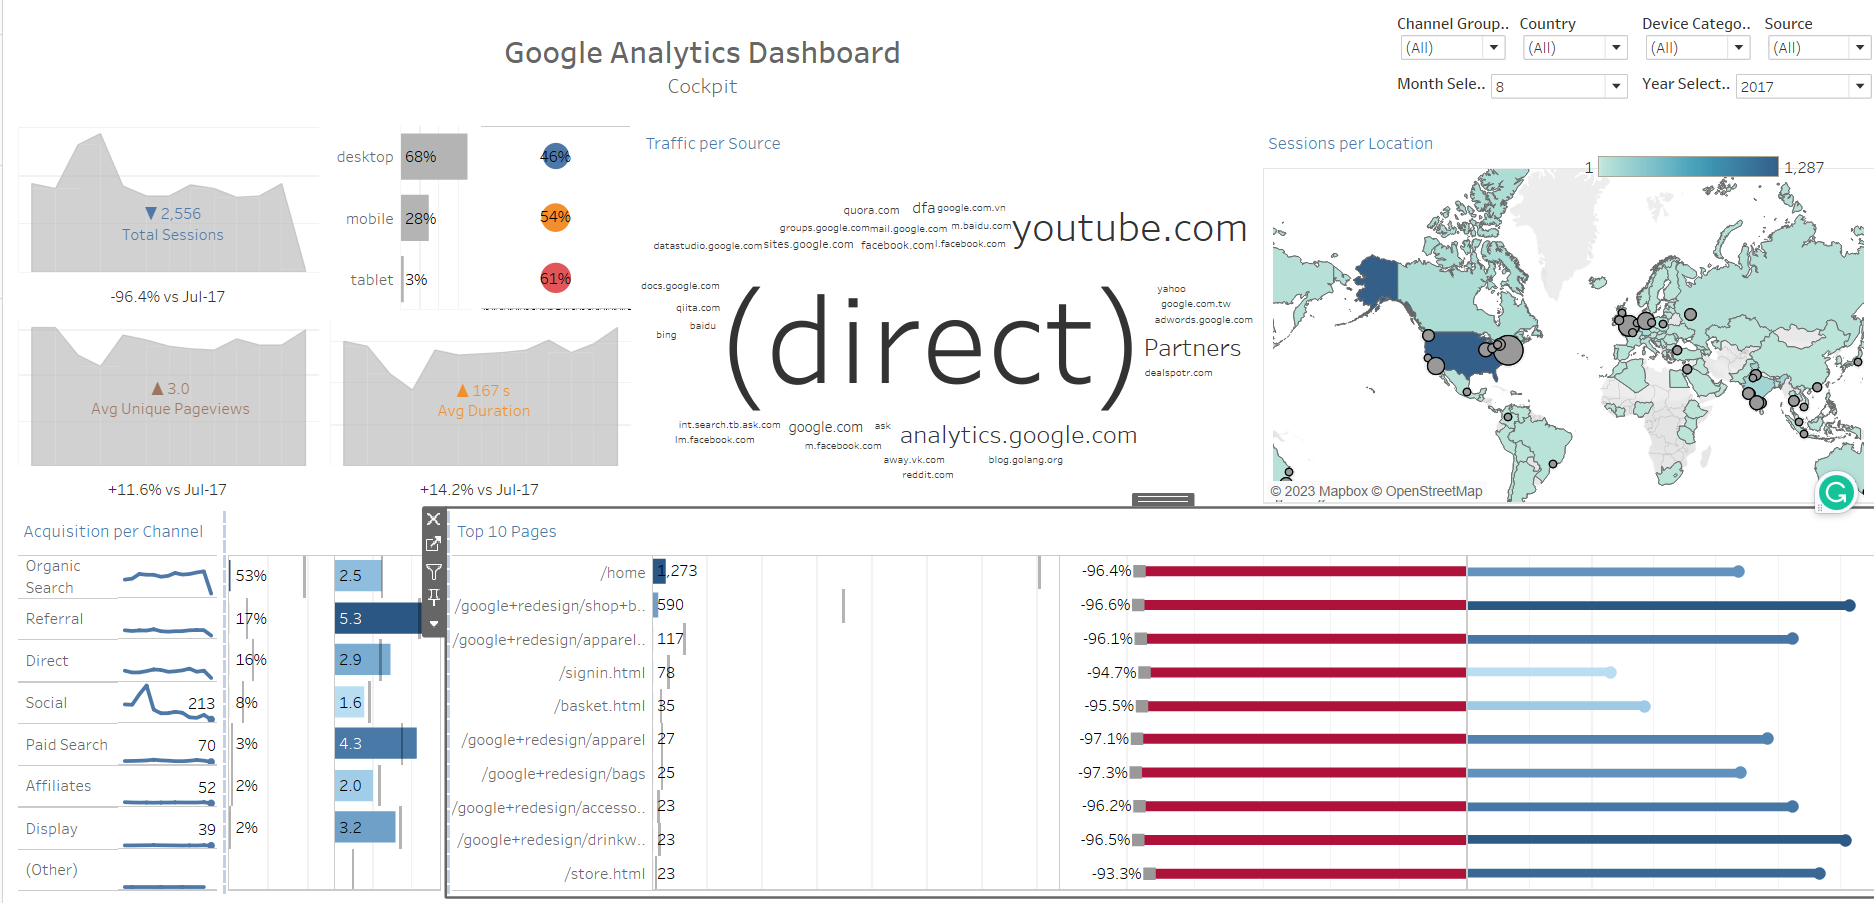 Google Analytics Dashboard
Cockpit
Channel Group.. Country Device Catego.. Source
(All) (All) (All) (All)
Month Sele.. 8 Year Select.. 2017
▼ 2,556
Total Sessions
-96.4% vs Jul-17
desktop 68% 46%
mobile 28% 54%
tablet 3% 61%
▲ 3.0
Avg Unique Pageviews
+11.6% vs Jul-17
▲ 167 s
Avg Duration
+14.2% vs Jul-17
Traffic per Source
quora.com dfa google.com.vn
groups.google.com mail.google.com m.baidu.com youtube.com
datastudio.google.com sites.google.com facebook.com l.facebook.com
docs.google.com
qiita.com
baidu
bing
(direct)
yahoo
google.com.tw
adwords.google.com
Partners
dealspotr.com
int.search.tb.ask.com google.com ask
lm.facebook.com m.facebook.com analytics.google.com
away.vk.com blog.golang.org
reddit.com
Sessions per Location
1 1,287
© 2023 Mapbox © OpenStreetMap
Acquisition per Channel
Organic
Search 53% 2.5
Referral 17% 5.3
Direct 16% 2.9
Social 213 8% 1.6
Paid Search 70 3% 4.3
Affiliates 52 2% 2.0
Display 39 2% 3.2
(Other)
Top 10 Pages
/home 1,273 -96.4%
/google+redesign/shop+b.. 590 -96.6%
/google+redesign/apparel.. 117 -96.1%
/signin.html 78 -94.7%
/basket.html 35 -95.5%
/google+redesign/apparel 27 -97.1%
/google+redesign/bags 25 -97.3%
/google+redesign/accesso.. 23 -96.2%
/google+redesign/drinkw.. 23 -96.5%
/store.html 23 -93.3%